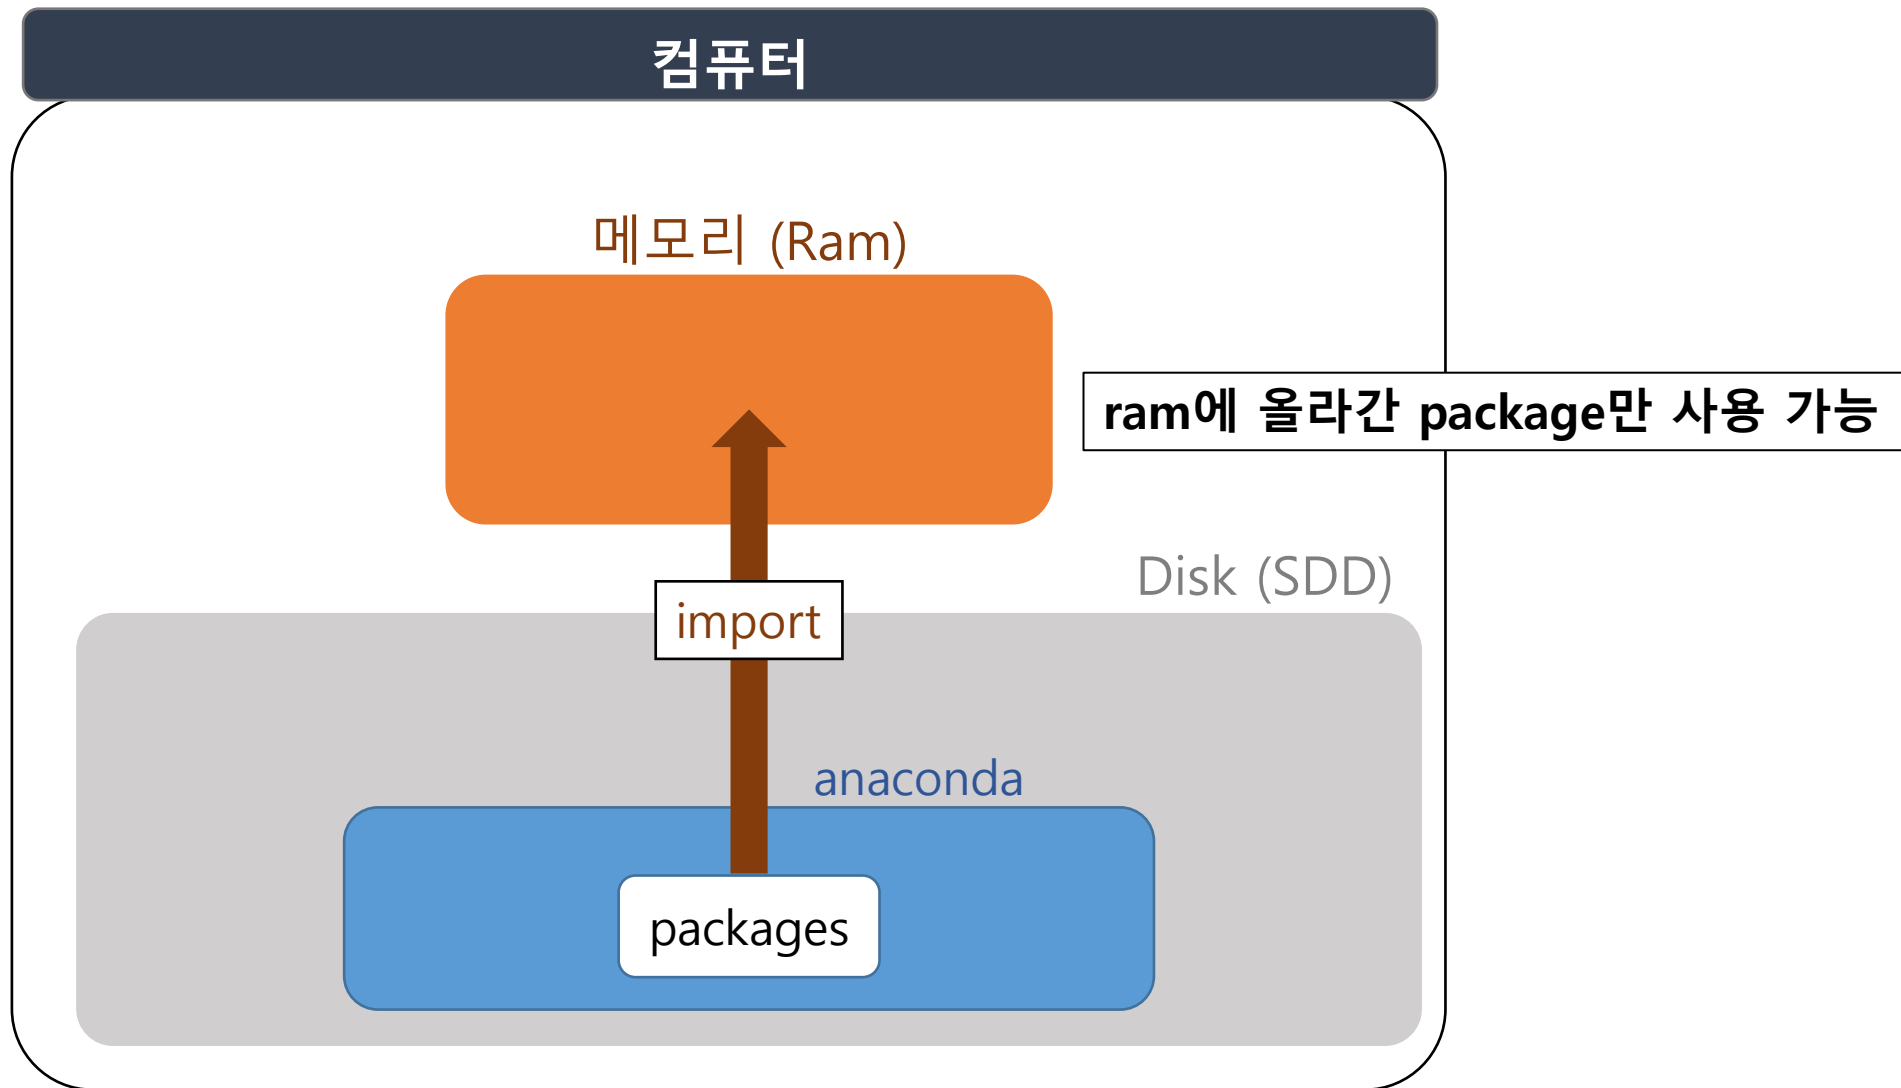 컴퓨터
메모리 (Ram)
ram에 올라간 package만 사용 가능
Disk (SDD)
import
anaconda
packages